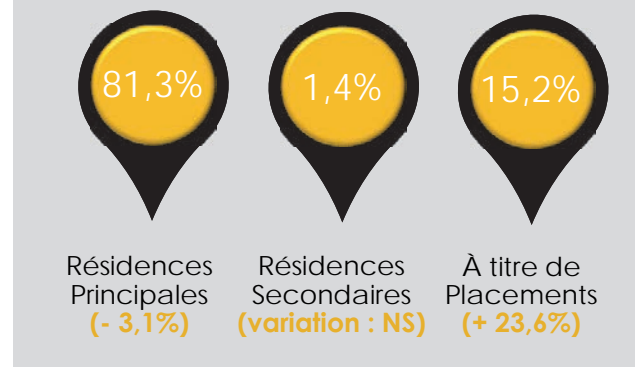 81,3%
1,4%
15,2%
Résidences
Principales
(- 3,1%)
Résidences
Secondaires
(variation : NS)
À titre de
Placements
(+ 23,6%)